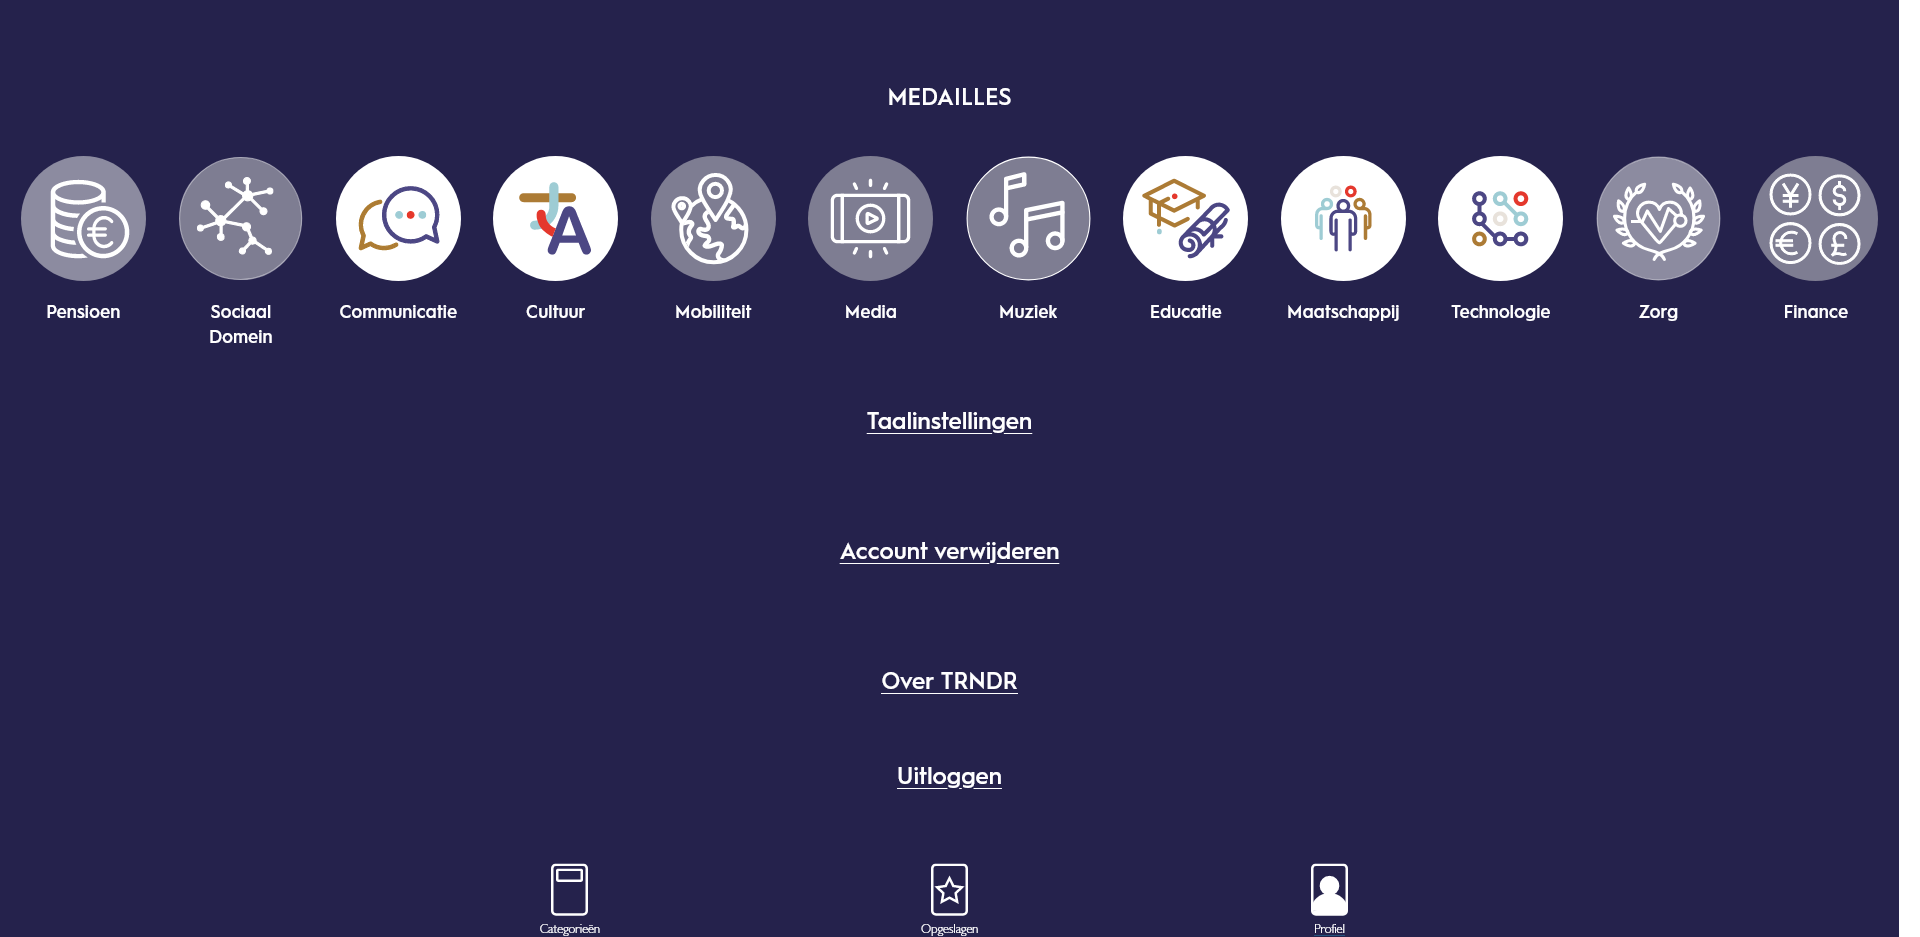 MEDAILLES
Pensioen
Sociaal
Domein
Communicatie
Cultuur
Mobiliteit
Media
Muziek
Educatie
Maatschappij
Technologie
Zorg
Finance
Taalinstellingen
Account verwijderen
Over TRNDR
Uitloggen
Categorieën
Opgeslagen
Profiel